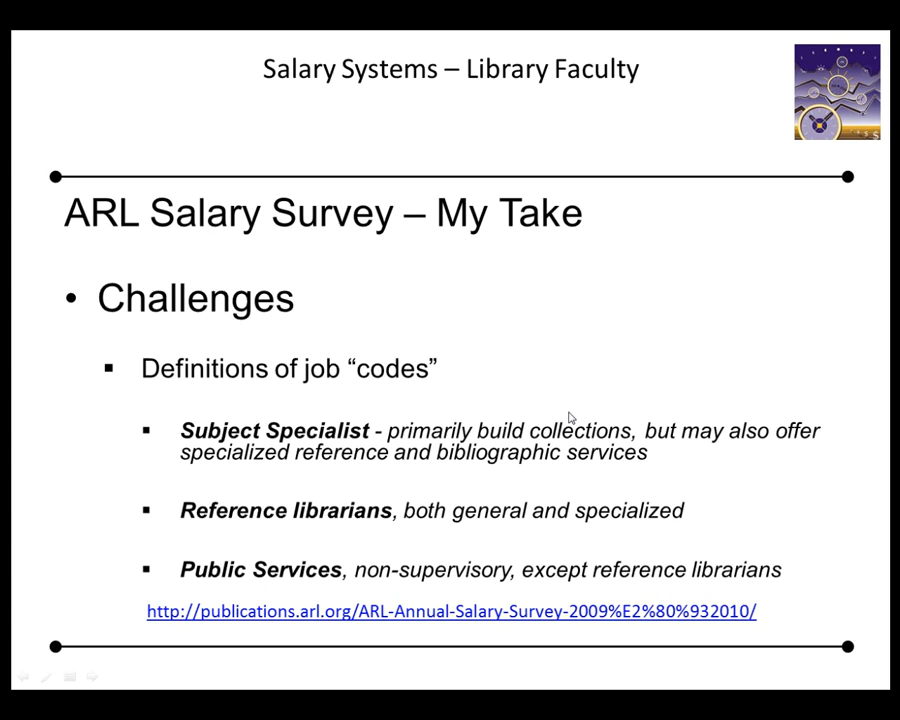 Salary Systems – Library Faculty
ARL Salary Survey – My Take
• Challenges
▪ Definitions of job “codes”
▪ Subject Specialist - primarily build collections, but may also offer
specialized reference and bibliographic services
▪ Reference librarians, both general and specialized
▪ Public Services, non-supervisory, except reference librarians
http://publications.arl.org/ARL-Annual-Salary-Survey-2009%E2%80%932010/